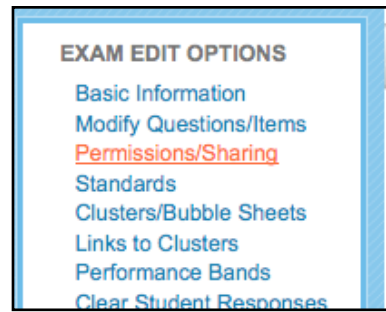 EXAM EDIT OPTIONS
Basic Information
Modify Questions/Items
Permissions/Sharing
Standards
Clusters/Bubble Sheets
Links to Clusters
Performance Bands
Clear Student Responses